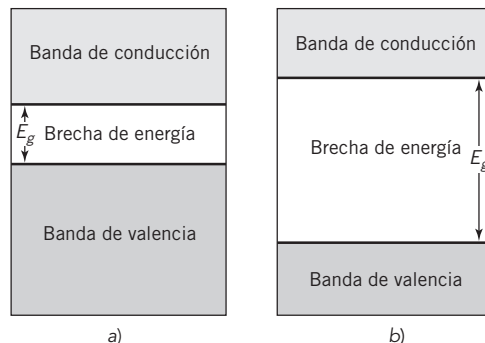 Banda de conducción
E_g
Brecha de energía
Banda de valencia
a)
Banda de conducción
Brecha de energía
E_g
Banda de valencia
b)